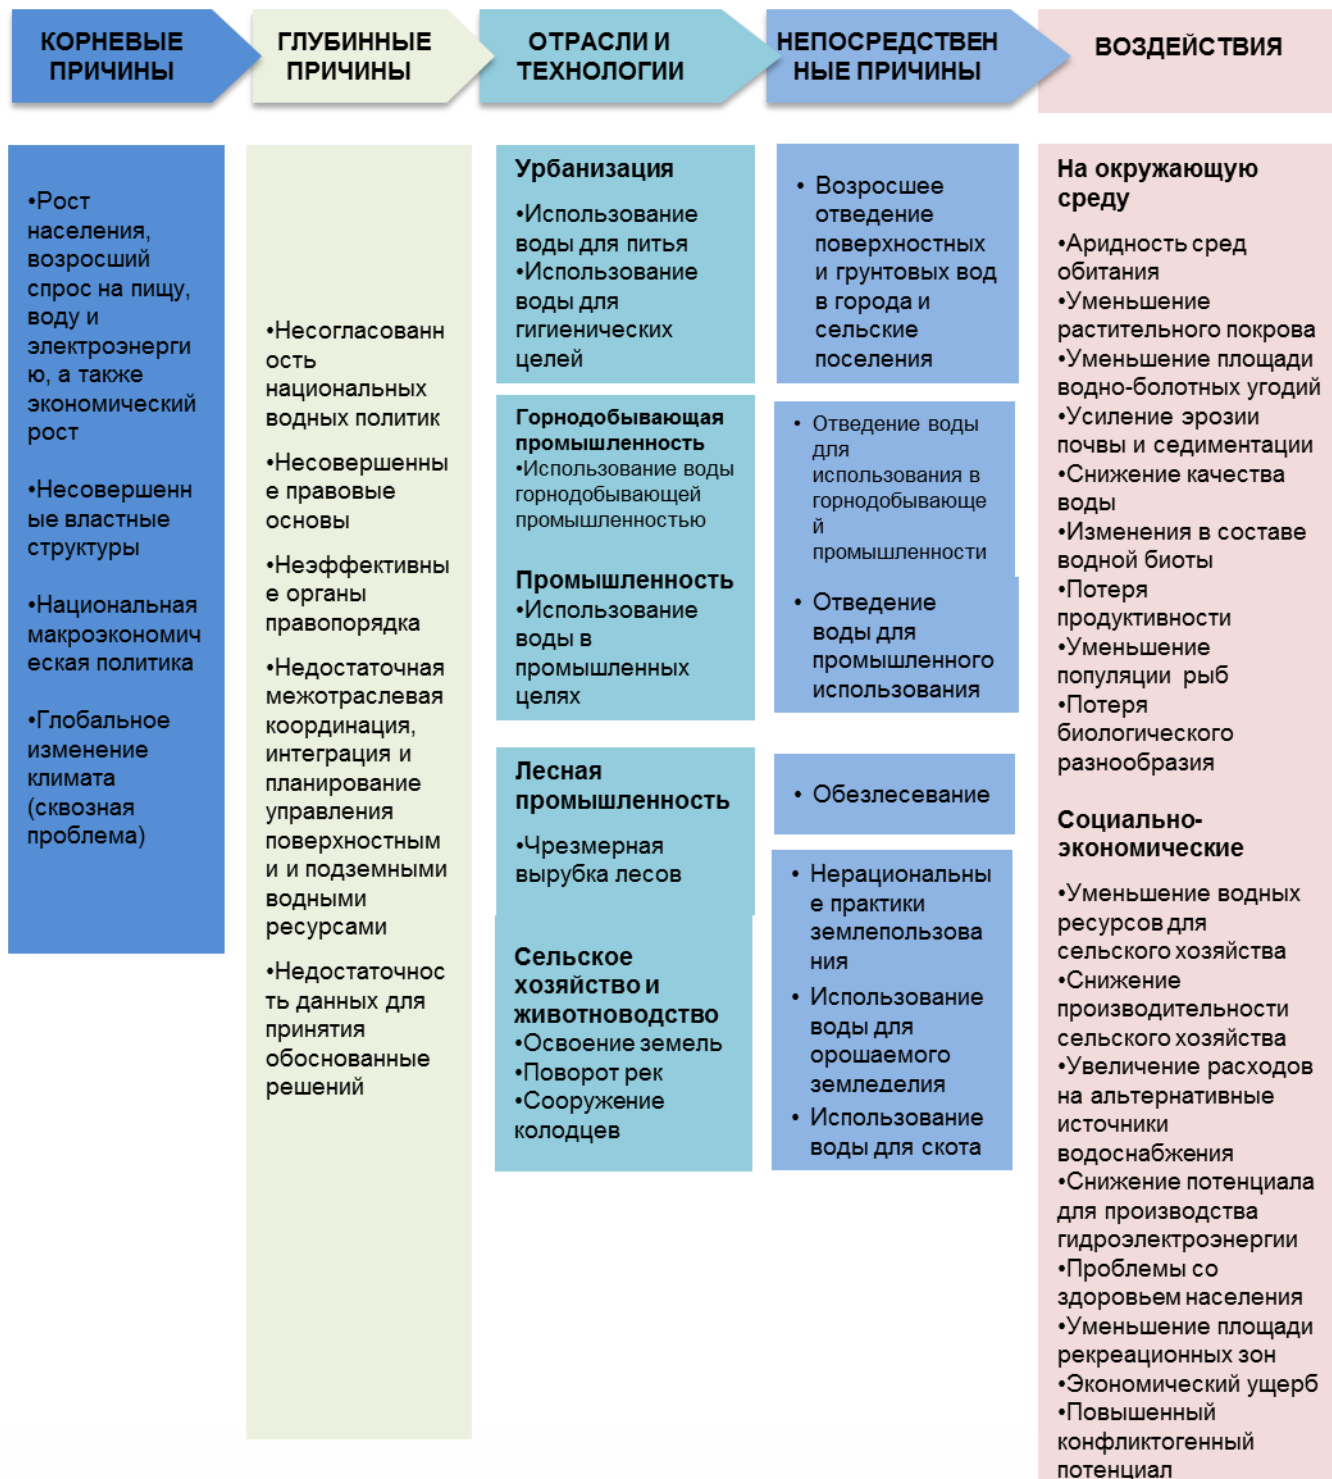 КОРНЕВЫЕ
ПРИЧИНЫ
ГЛУБИННЫЕ
ПРИЧИНЫ
ОТРАСЛИ И
ТЕХНОЛОГИИ
НЕПОСРЕДСТВЕН
НЫЕ ПРИЧИНЫ
ВОЗДЕЙСТВИЯ
•Рост
населения,
возросший
спрос на пищу,
воду и
электроэнерги
ю, а также
экономический
рост
•Несовершенн
ые властные
структуры
•Национальная
макроэкономич
еская политика
•Глобальное
изменение
климата
(сквозная
проблема)
•Несогласованн
ость
национальных
водных политик
•Несовершенны
е правовые
основы
•Неэффективны
е органы
правопорядка
•Недостаточная
межотраслевая
координация,
интеграция и
планирование
управления
поверхностным
и и подземными
водными
ресурсами
•Недостаточнос
ть данных для
принятия
обоснованные
решений
Урбанизация
•Использование
воды для питья
•Использование
воды для
гигиенических
целей
Горнодобывающая
промышленность
•Использование воды
горнодобывающей
промышленностью
Промышленность
•Использование
воды в
промышленных
целях
Лесная
промышленность
•Чрезмерная
вырубка лесов
Сельское
хозяйство и
животноводство
•Освоение земель
•Поворот рек
•Сооружение
колодцев
• Возросшее
отведение
поверхностных
и грунтовых вод
в города и
сельские
поселения
• Отведение воды
для
использования в
горнодобывающе
й
промышленности
• Отведение
воды для
промышленного
использования
• Обезлесевание
• Нерациональны
е практики
землепользова
ния
• Использование
воды для
орошаемого
земледелия
• Использование
воды для скота
На окружающую
среду
•Аридность сред
обитания
•Уменьшение
растительного покрова
•Уменьшение площади
водно-болотных угодий
•Усиление эрозии
почвы и седиментации
•Снижение качества
воды
•Изменения в составе
водной биоты
•Потеря
продуктивности
•Уменьшение
популяции рыб
•Потеря
биологического
разнообразия
Социально-
экономические
•Уменьшение водных
ресурсов для
сельского хозяйства
•Снижение
производительности
сельского хозяйства
•Увеличение расходов
на альтернативные
источники
водоснабжения
•Снижение потенциала
для производства
гидроэлектроэнергии
•Проблемы со
здоровьем населения
•Уменьшение площади
рекреационных зон
•Экономический ущерб
•Повышенный
конфликтогенный
потенциал